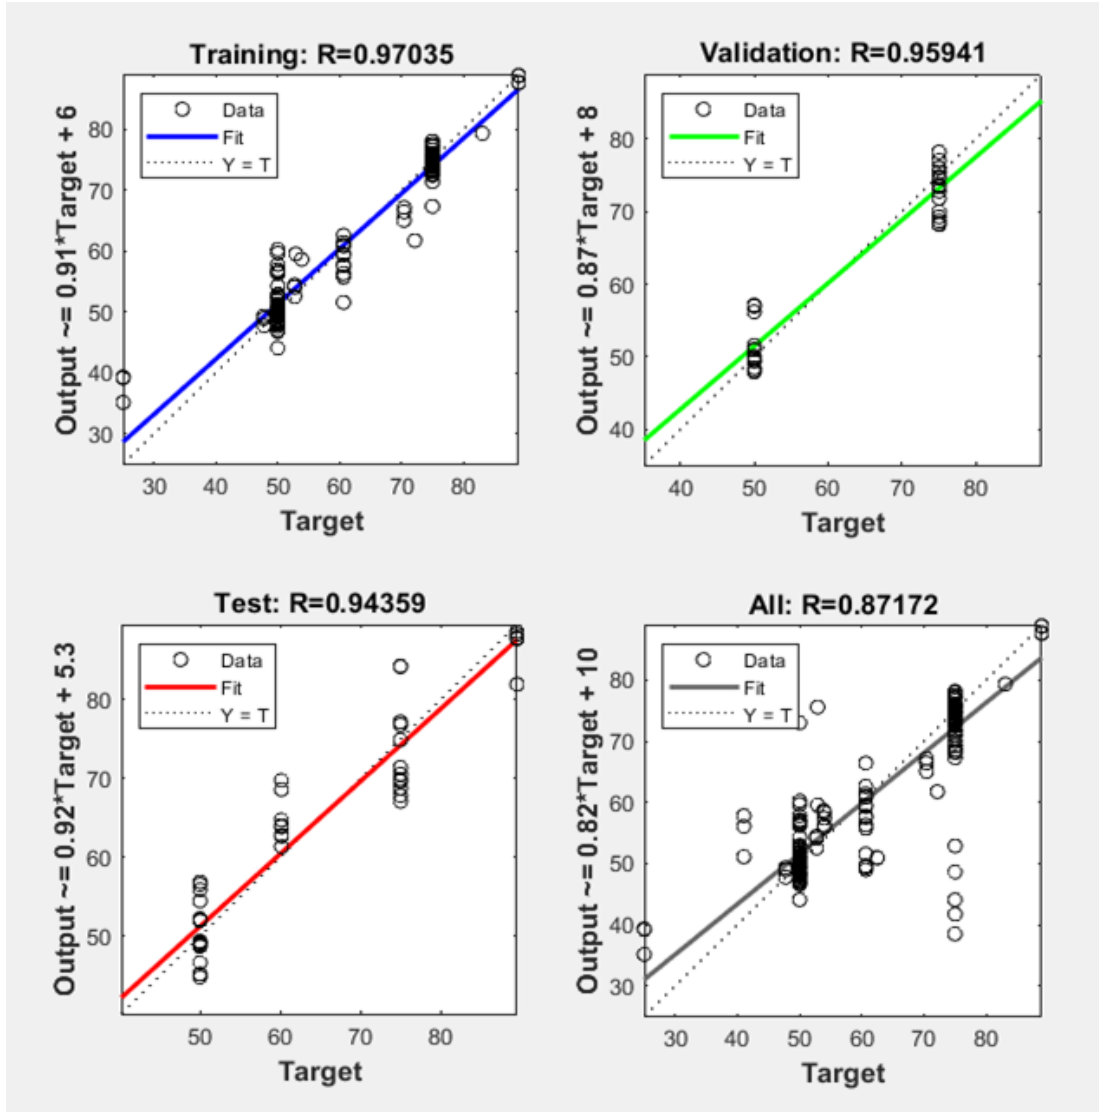 Training: R=0.97035
Output ~= 0.91*Target + 6
80
70
60
50
40
30
Data
Fit
Y = T
30 40 50 60 70 80
Target
Validation: R=0.95941
Output ~= 0.87*Target + 8
80
70
60
50
40
Data
Fit
Y = T
40 50 60 70 80
Target
Test: R=0.94359
Output ~= 0.92*Target + 5.3
80
70
60
50
Data
Fit
Y = T
50 60 70 80
Target
All: R=0.87172
Output ~= 0.82*Target + 10
80
70
60
50
40
30
Data
Fit
Y = T
30 40 50 60 70 80
Target